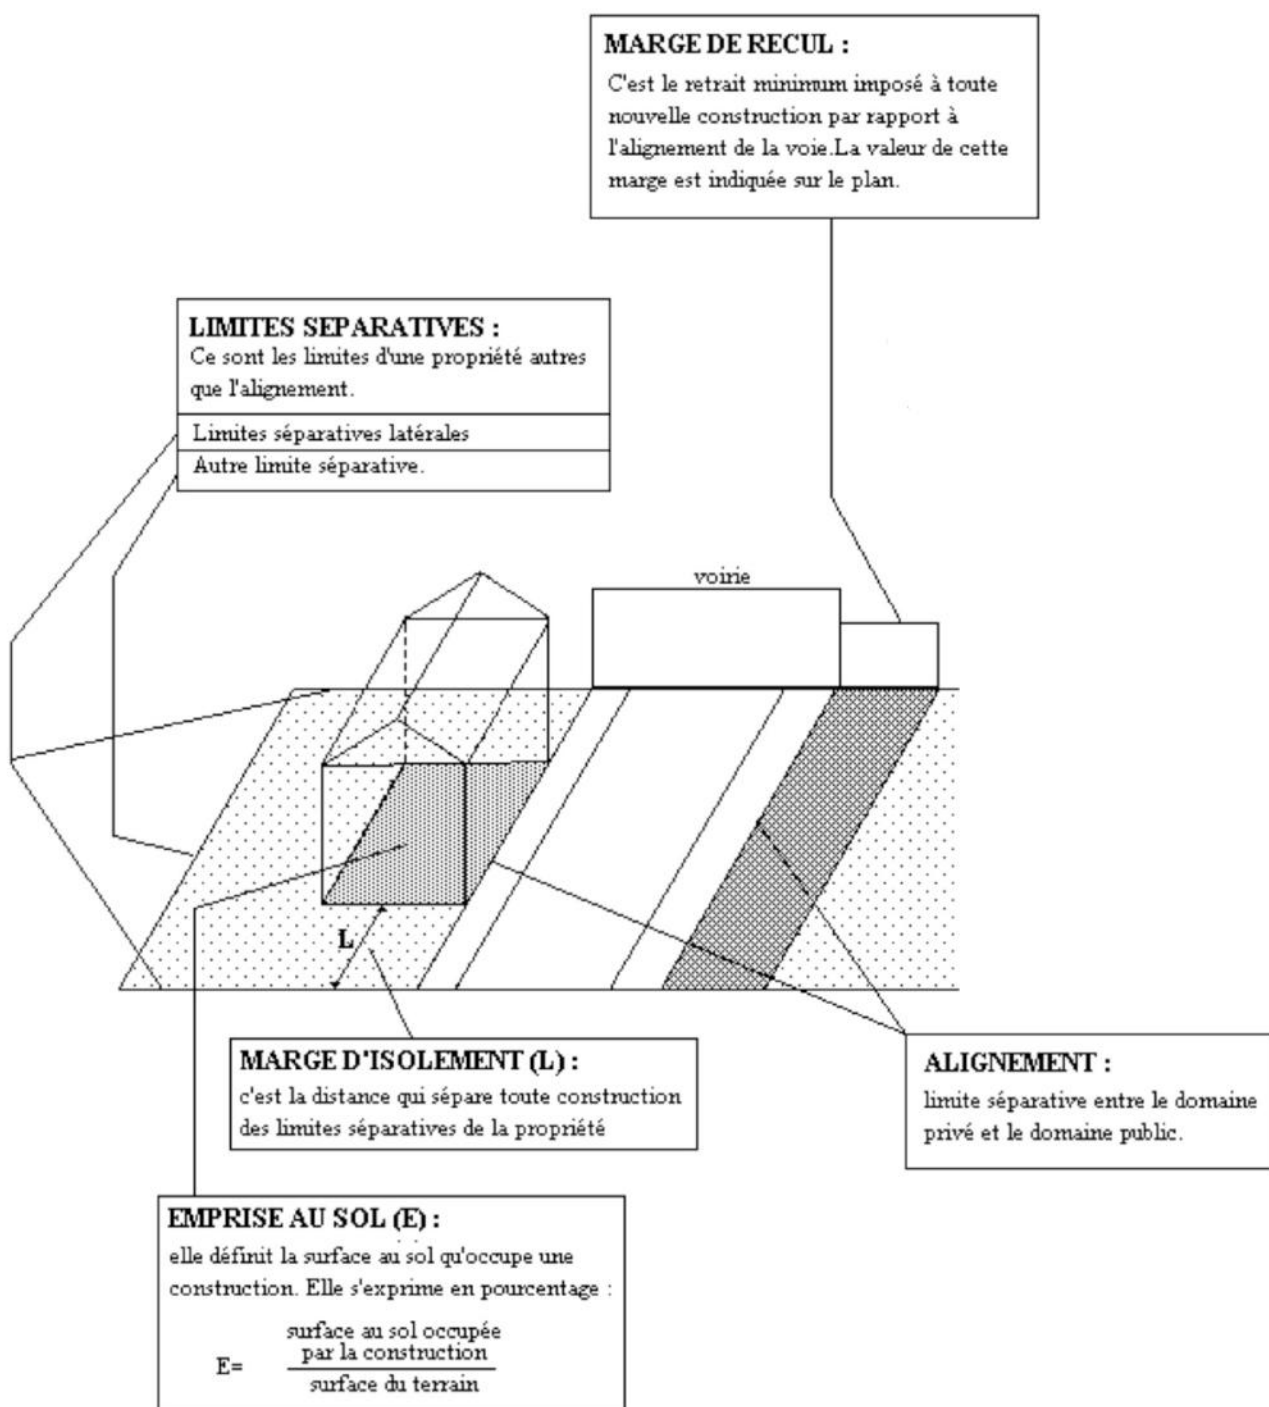 MARGE DE RECUL :
C'est le retrait minimum imposé à toute
nouvelle construction par rapport à
l'alignement de la voie.La valeur de cette
marge est indiquée sur le plan.
LIMITES SEPARATIVES :
Ce sont les limites d'une propriété autres
que l'alignement.
Limites séparatives latérales
Autre limite séparative.
voirie
L
MARGE D'ISOLEMENT (L) :
c'est la distance qui sépare toute construction
des limites séparatives de la propriété
ALIGNEMENT :
limite séparative entre le domaine
privé et le domaine public.
EMPRISE AU SOL (E) :
elle définit la surface au sol qu'occupe une
construction. Elle s'exprime en pourcentage :
surface au sol occupée
par la construction
E=
surface du terrain